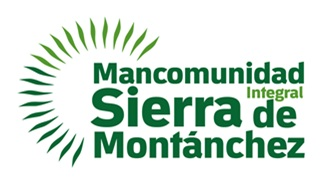 Mancomunidad
Integral
Sierra de
Montánchez